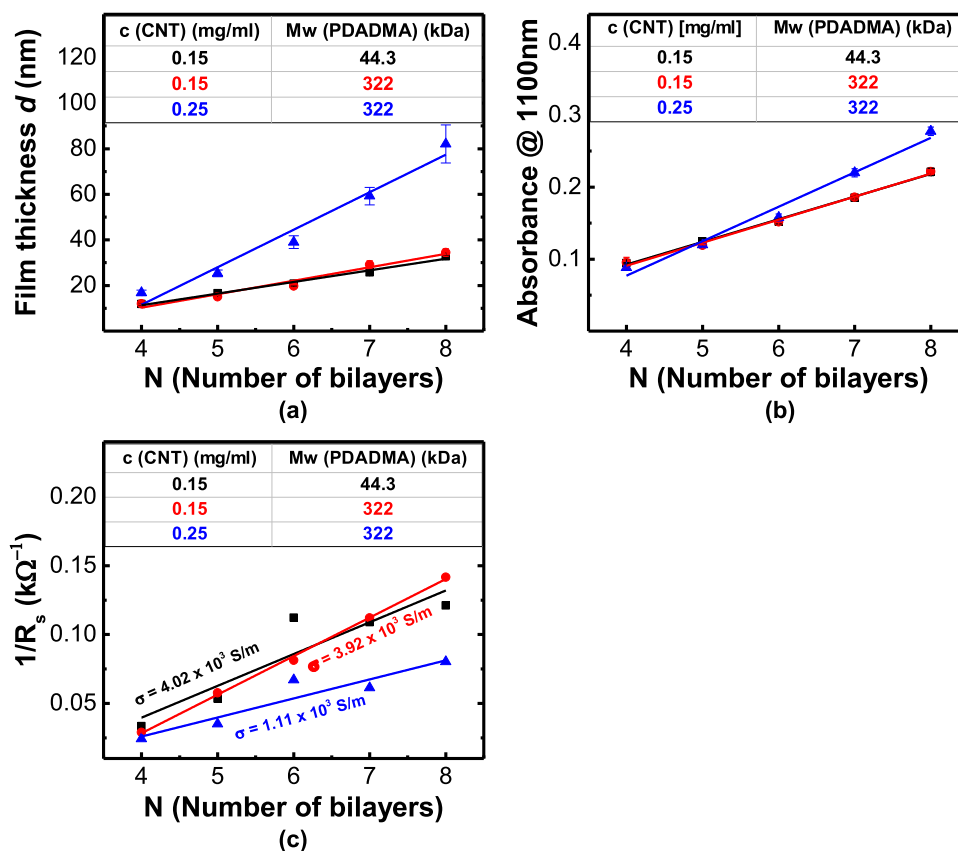 c (CNT) (mg/ml) Mw (PDADMA) (kDa)
0.15 44.3
0.15 322
0.25 322
Film thickness d (nm)
120
100
80
60
40
20
4 5 6 7 8
N (Number of bilayers)
(a)
c (CNT) [mg/ml] Mw (PDADMA) (kDa)
0.15 44.3
0.15 322
0.25 322
Absorbance @ 1100nm
0.4
0.3
0.2
0.1
4 5 6 7 8
N (Number of bilayers)
(b)
c (CNT) (mg/ml) Mw (PDADMA) (kDa)
0.15 44.3
0.15 322
0.25 322
1/Rs (kΩ⁻¹)
0.20
0.15
0.10
0.05
σ = 4.02 x 10³ S/m
σ = 3.92 x 10³ S/m
σ = 1.11 x 10³ S/m
4 5 6 7 8
N (Number of bilayers)
(c)